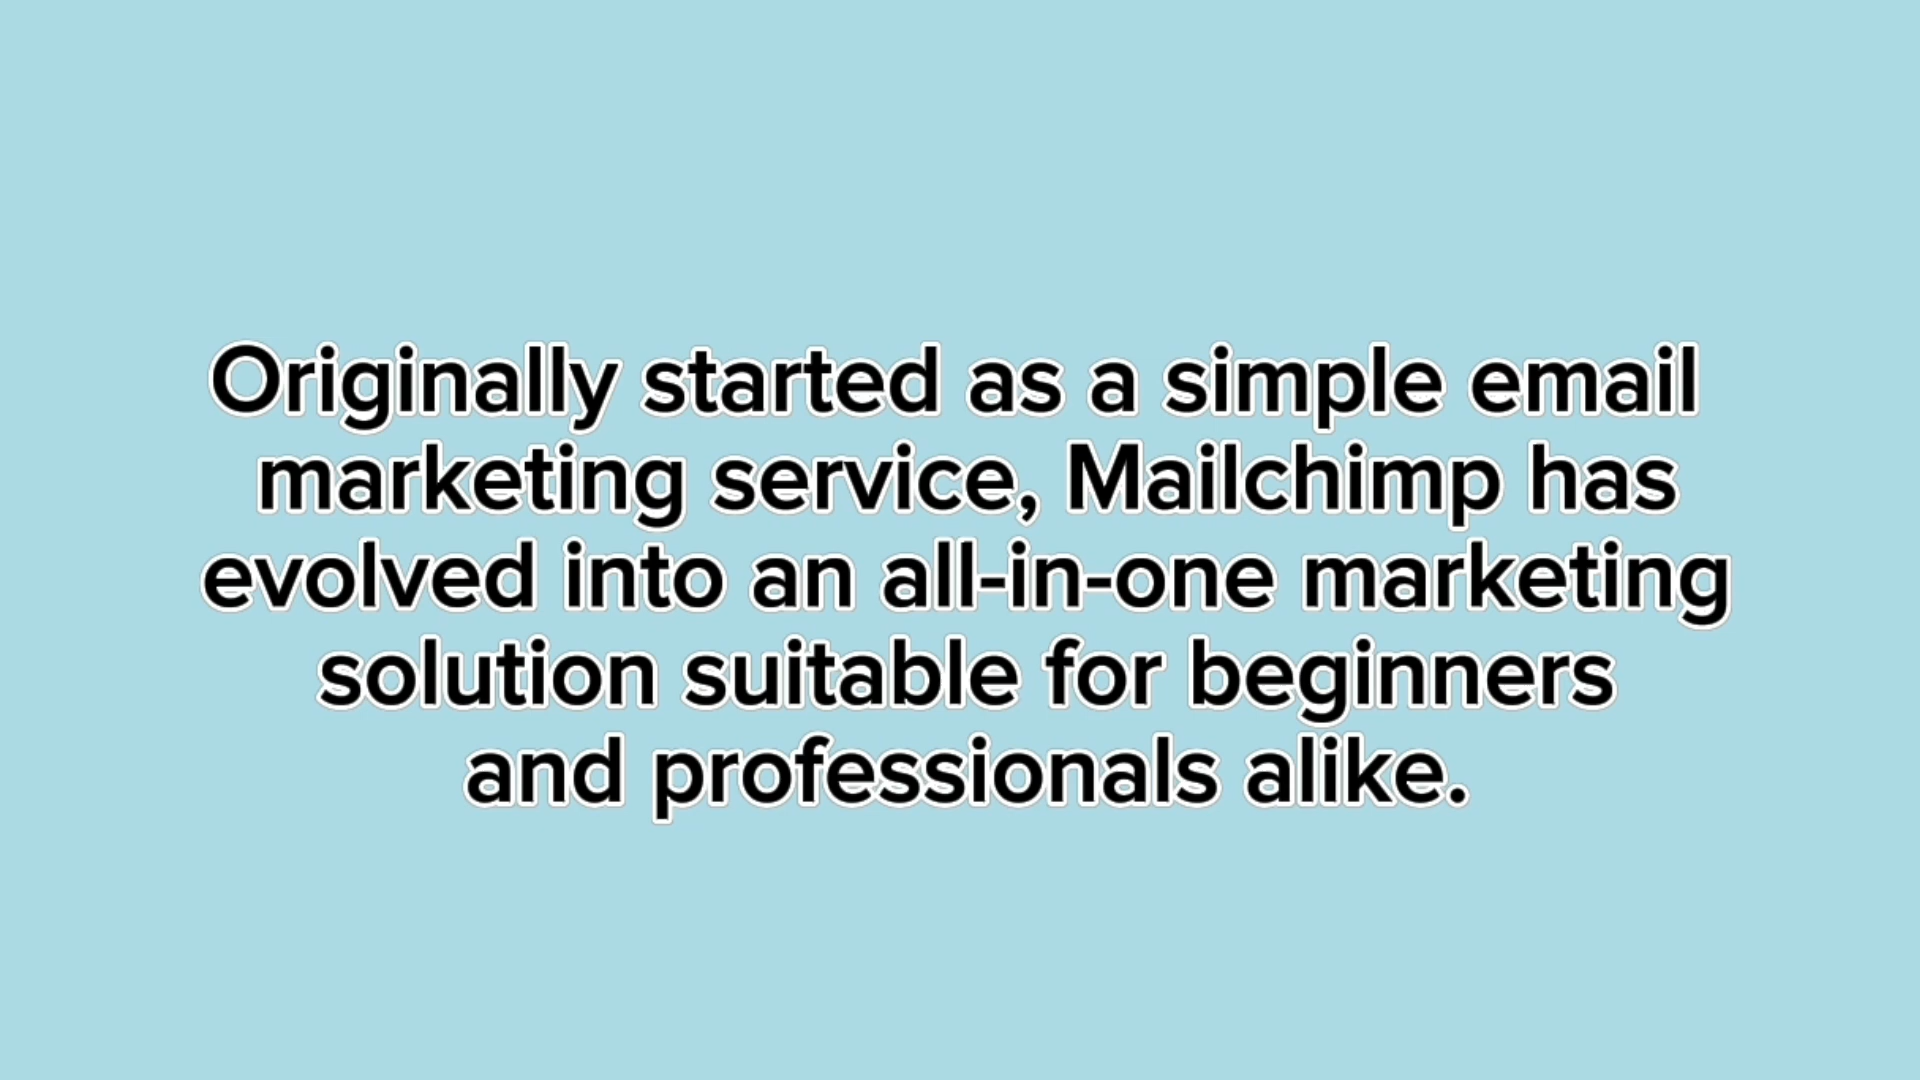 Originally started as a simple email
marketing service, Mailchimp has
evolved into an all-in-one marketing
solution suitable for beginners
and professionals alike.